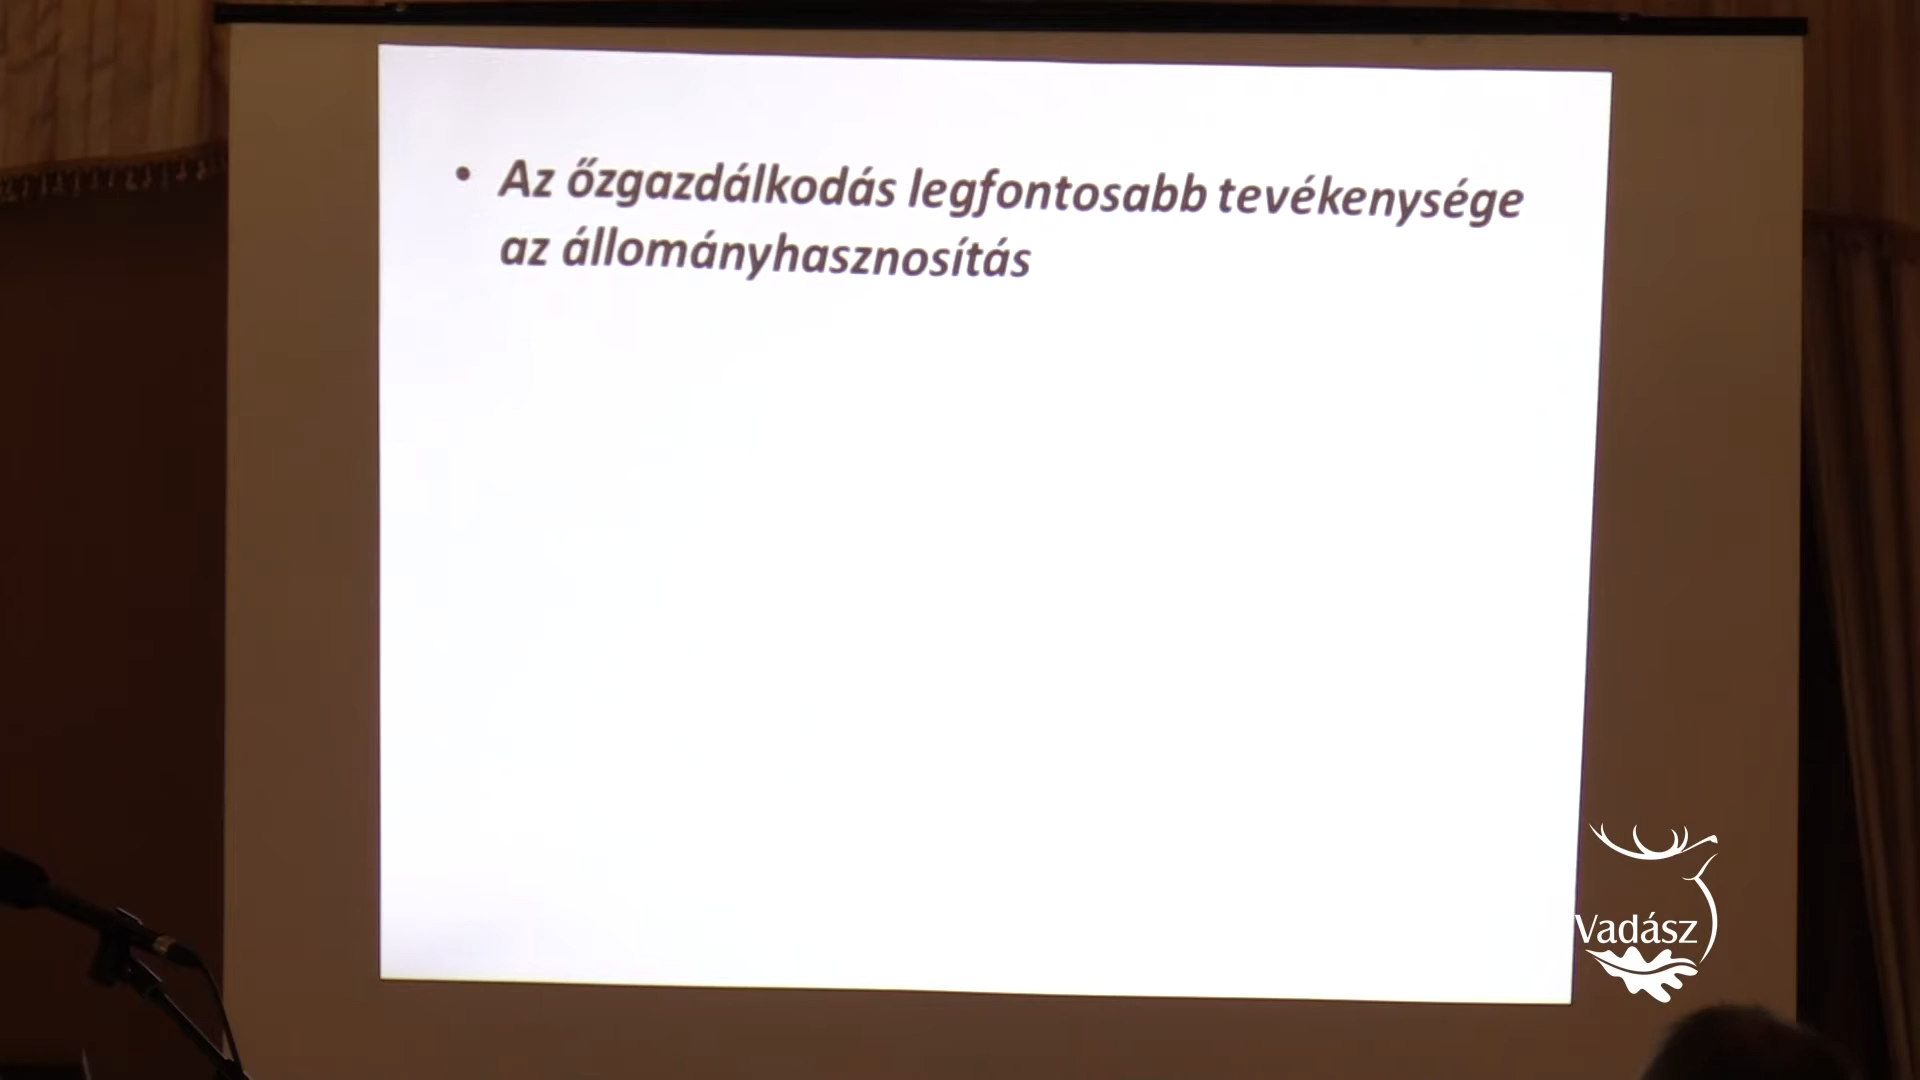 • Az őzgazdálkodás legfontosabb tevékenysége
az állományhasznosítás
Vadász